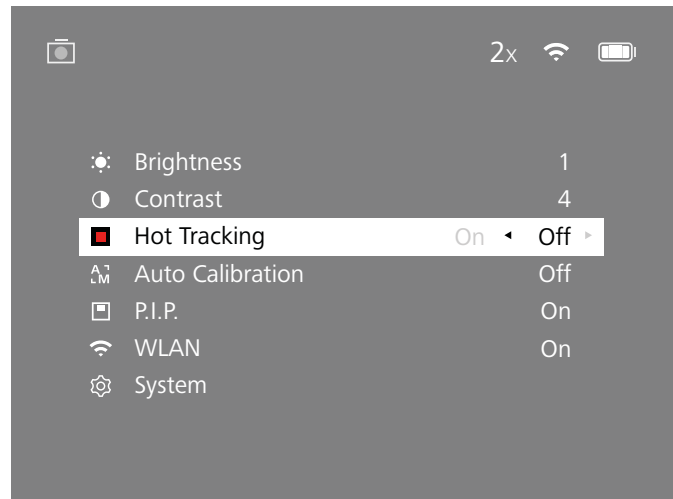 2x
Brightness 1
Contrast 4
Hot Tracking On Off
Auto Calibration Off
P.I.P. On
WLAN On
System